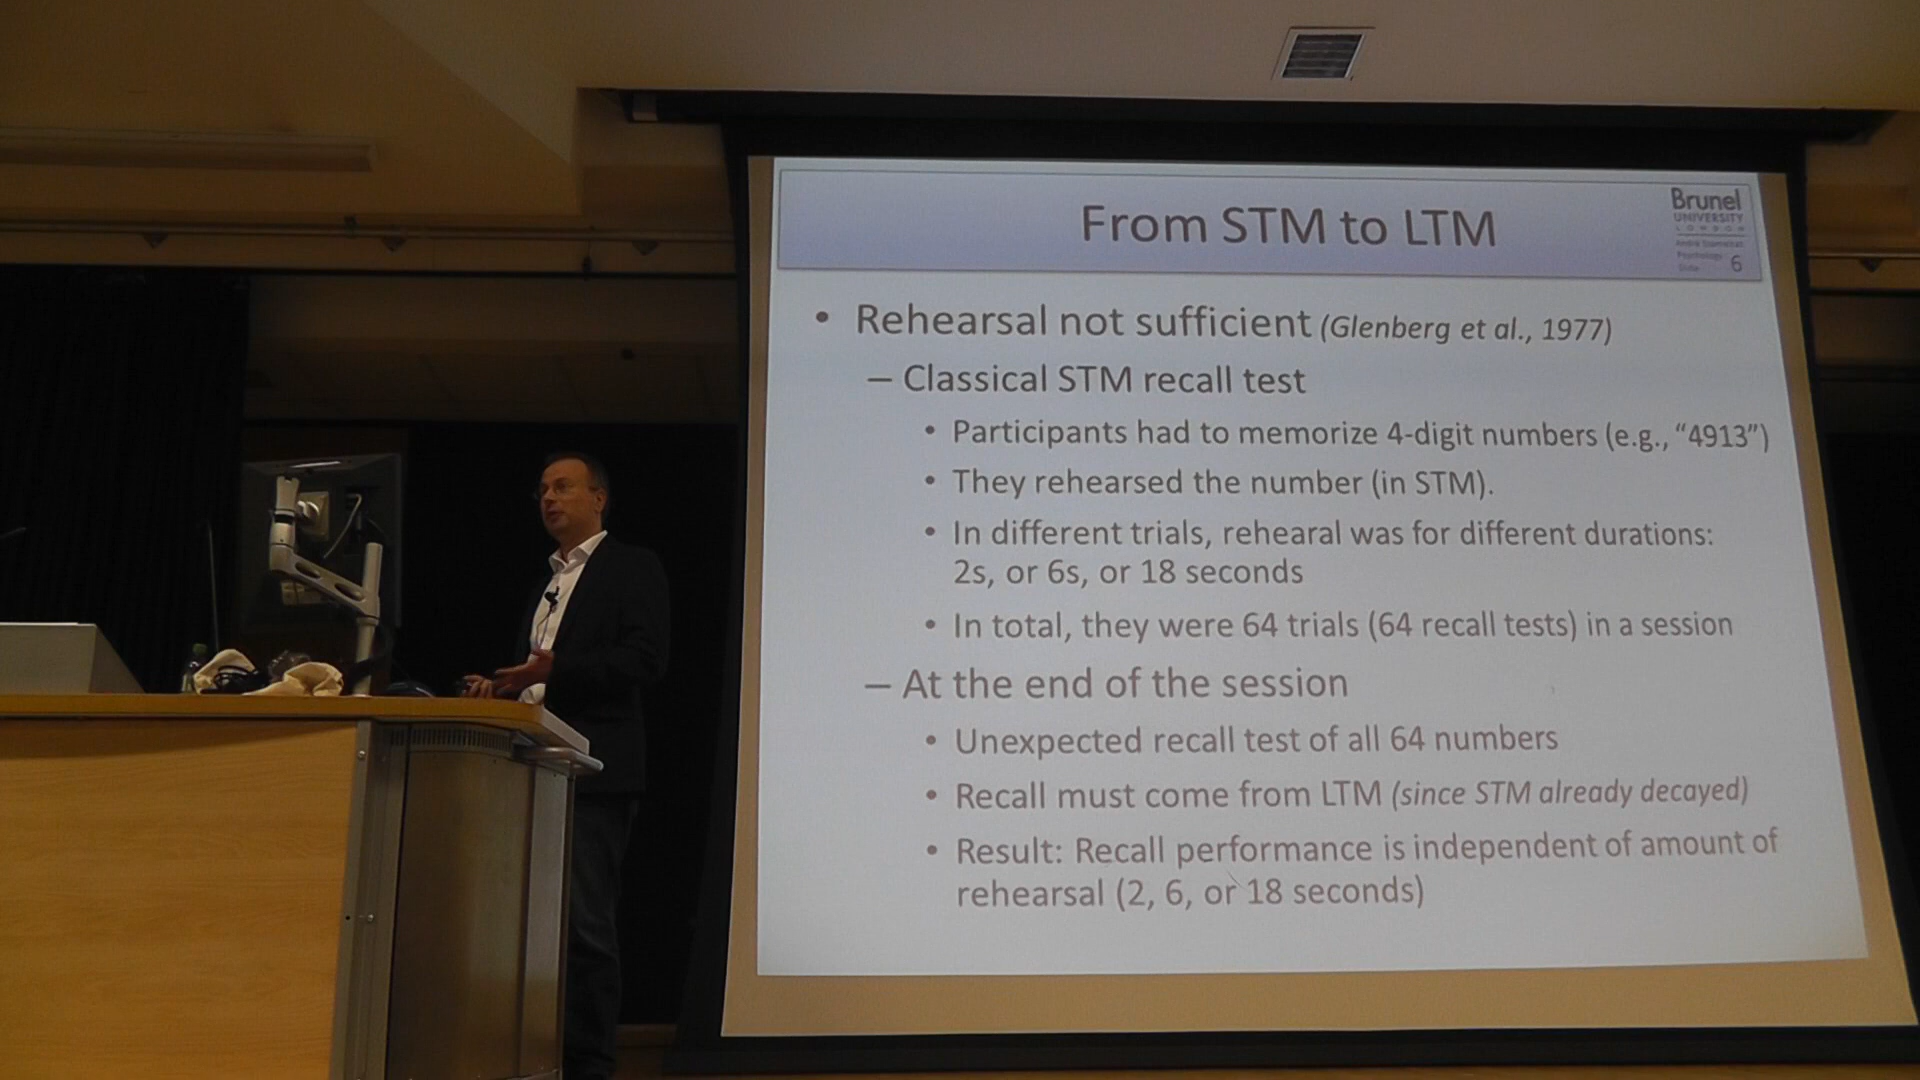 From STM to LTM
Brunel
UNIVERSITY
LONDON
Psychology
Slide 6
• Rehearsal not sufficient (Glenberg et al., 1977)
– Classical STM recall test
• Participants had to memorize 4-digit numbers (e.g., “4913”)
• They rehearsed the number (in STM).
• In different trials, rehearal was for different durations:
2s, or 6s, or 18 seconds
• In total, they were 64 trials (64 recall tests) in a session
– At the end of the session
• Unexpected recall test of all 64 numbers
• Recall must come from LTM (since STM already decayed)
• Result: Recall performance is independent of amount of
rehearsal (2, 6, or 18 seconds)